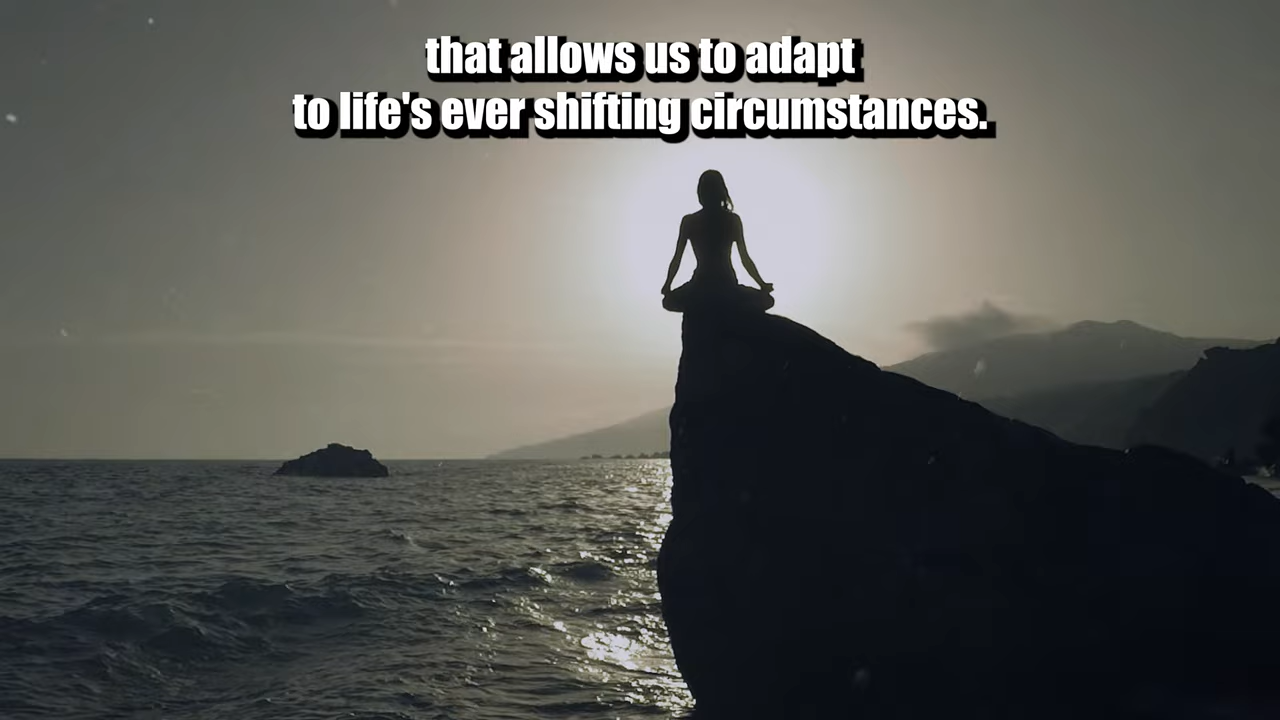 that allows us to adapt
to life's ever shifting circumstances.